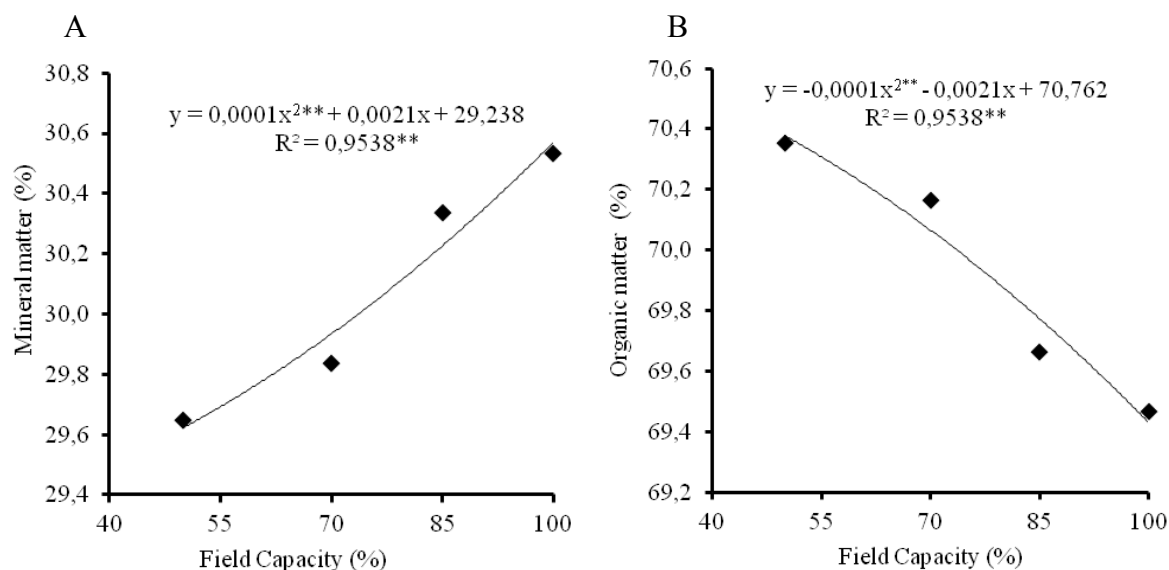 A
30,8
30,6
30,4
30,2
30,0
29,8
29,6
29,4
Mineral matter (%)
y = 0,0001x²** + 0,0021x + 29,238
R² = 0,9538**
40 55 70 85 100
Field Capacity (%)
B
70,6
70,4
70,2
70,0
69,8
69,6
69,4
69,2
Organic matter (%)
y = -0,0001x²** - 0,0021x + 70,762
R² = 0,9538**
40 55 70 85 100
Field Capacity (%)